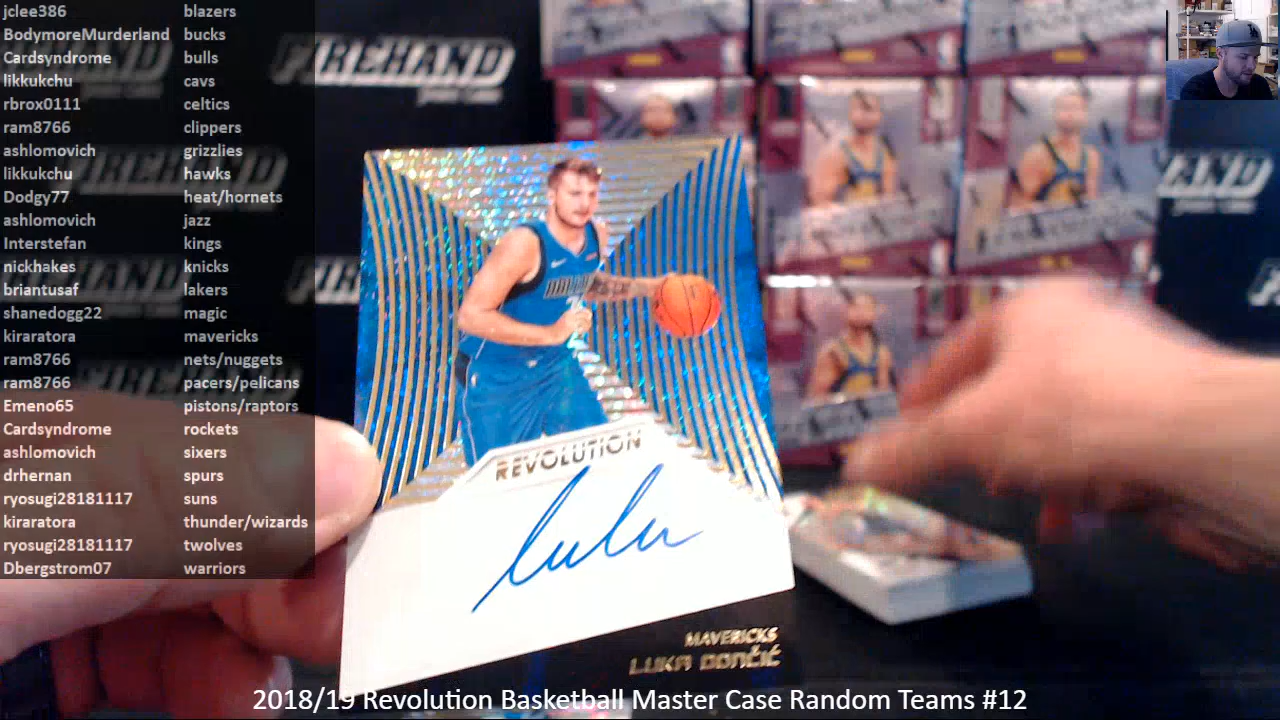 jclee386 blazers
BodymoreMurderland bucks
Cardsyndrome bulls
likkukchu cavs
rbrox0111 celtics
ram8766 clippers
ashlomovich grizzlies
likkukchu hawks
Dodgy77 heat/hornets
ashlomovich jazz
Interstefan kings
nickhakes knicks
briantusaf lakers
shanedogg22 magic
kiraratora mavericks
ram8766 nets/nuggets
ram8766 pacers/pelicans
Emeno65 pistons/raptors
Cardsyndrome rockets
ashlomovich sixers
drhernan spurs
ryosugi28181117 suns
kiraratora thunder/wizards
ryosugi28181117 twolves
Dbergstrom07 warriors
FIREHAND
REVOLUTION
MAVERICKS
LUKA DONČIĆ
2018/19 Revolution Basketball Master Case Random Teams #12